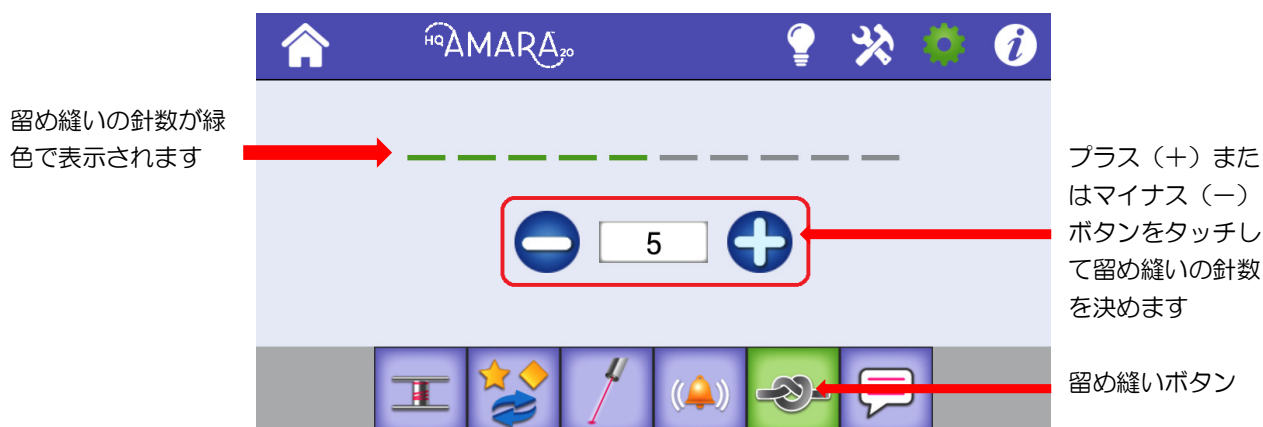 HQ AMARA 20
i
留め縫いの針数が緑
色で表示されます
プラス（＋）また
はマイナス（－）
ボタンをタッチし
て留め縫いの針数
を決めます
5
留め縫いボタン